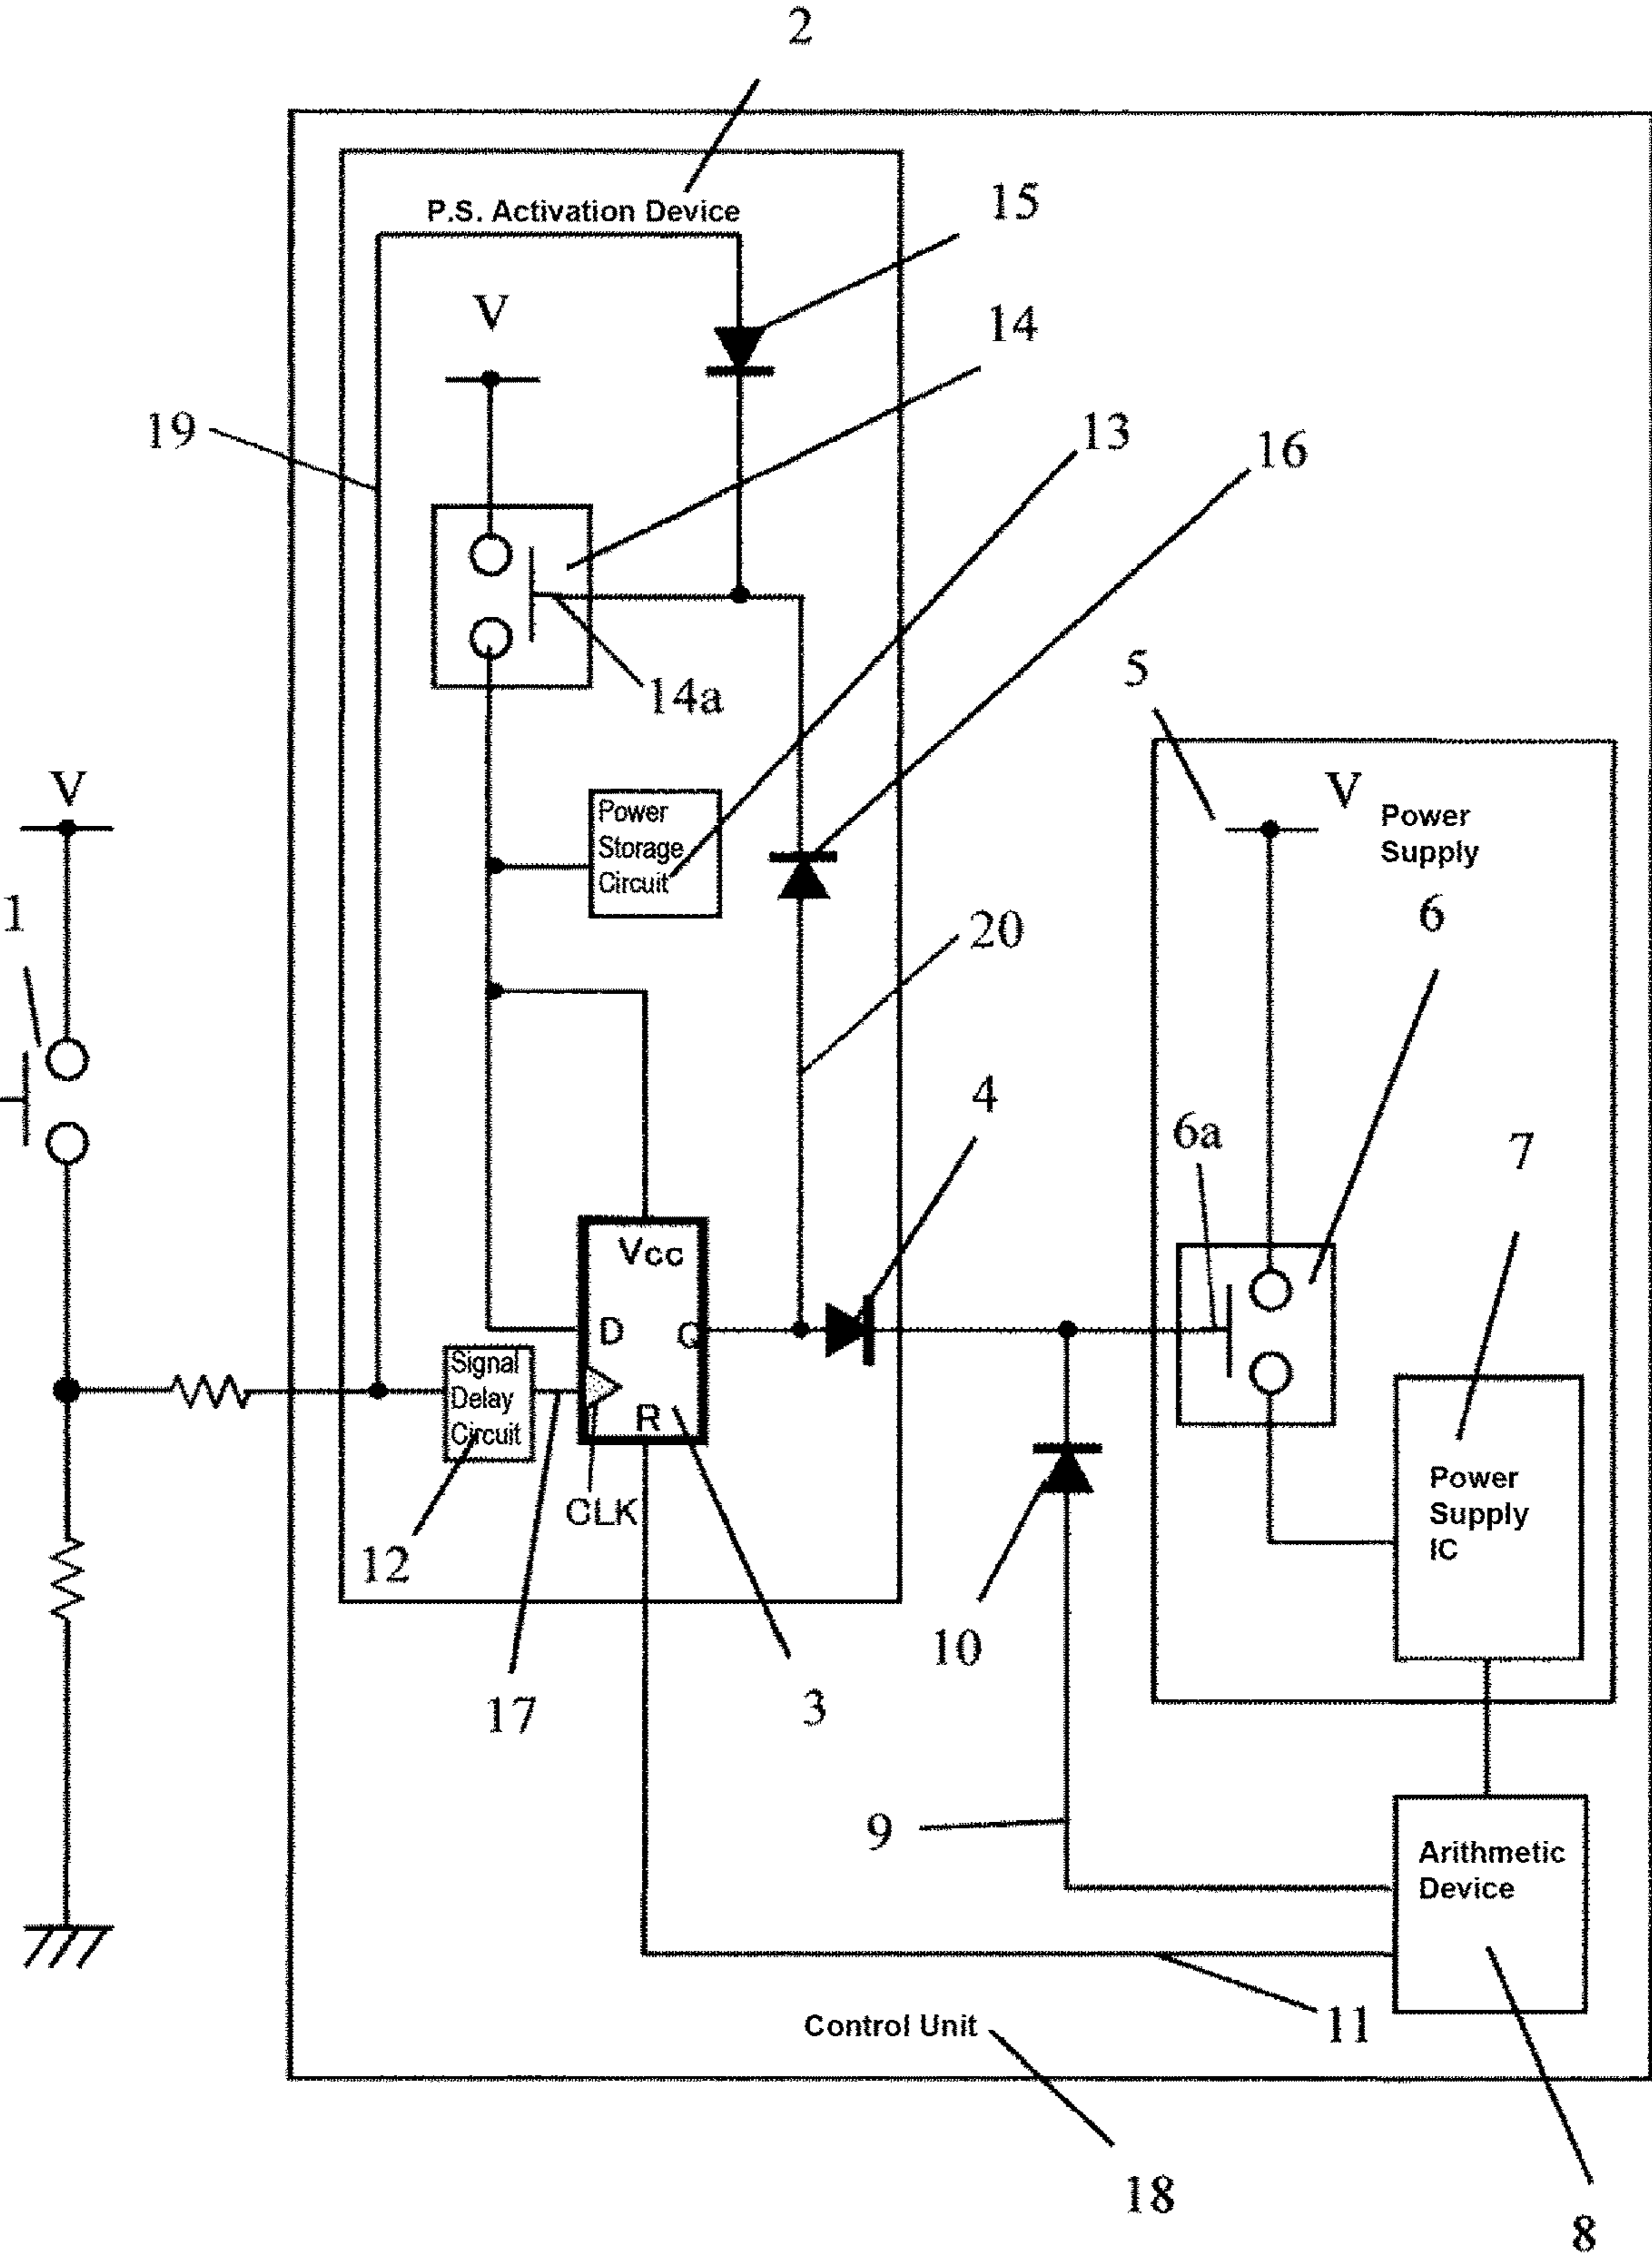 2
P.S. Activation Device
15
V
14
19
13
16
14a
5
V
V
Power
Supply
Power
Storage
Circuit
1
6
20
4
6a
7
Vcc
D
Q
Signal
Delay
Circuit
R
CLK
Power
Supply
IC
12
10
17
3
9
Arithmetic
Device
Control Unit
11
18
8